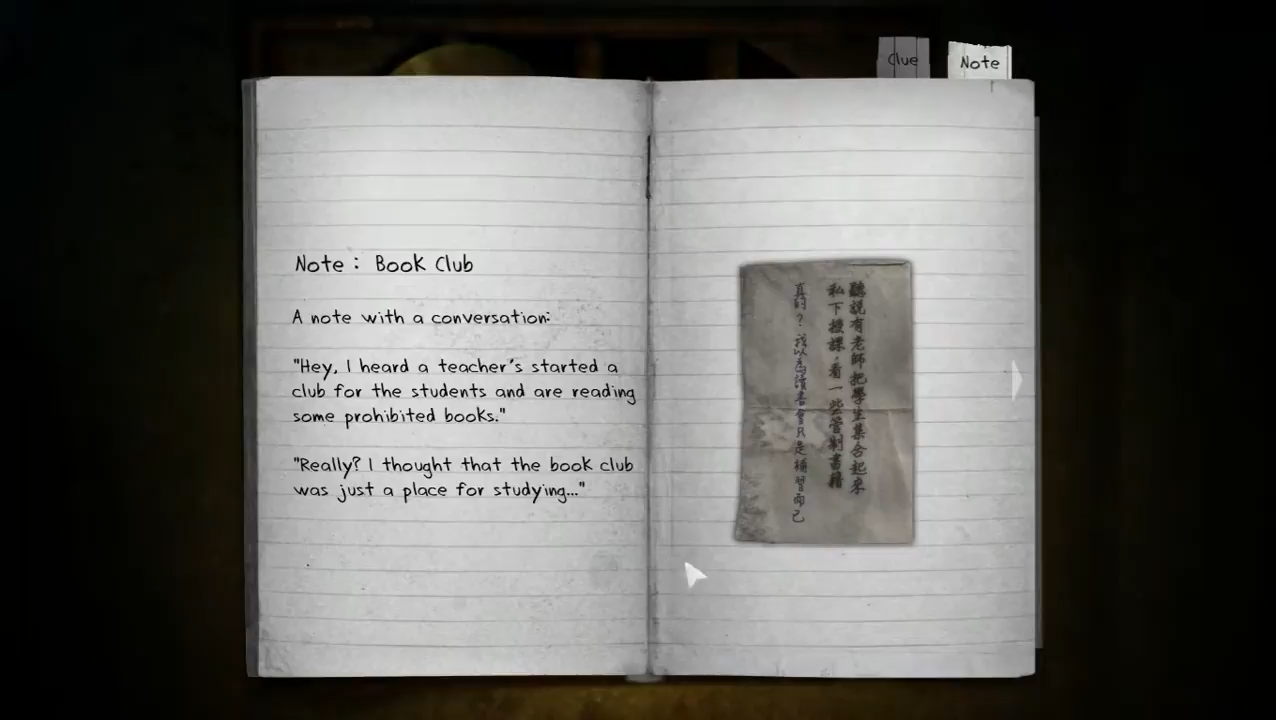 Clue
Note
Note : Book Club
A note with a conversation:
"Hey, I heard a teacher's started a
club for the students and are reading
some prohibited books."
"Really? I thought that the book club
was just a place for studying..."
聽說有老師把學生集合起來
私下授課,看一些管制書籍
真的?我以為讀書會只是補習而已